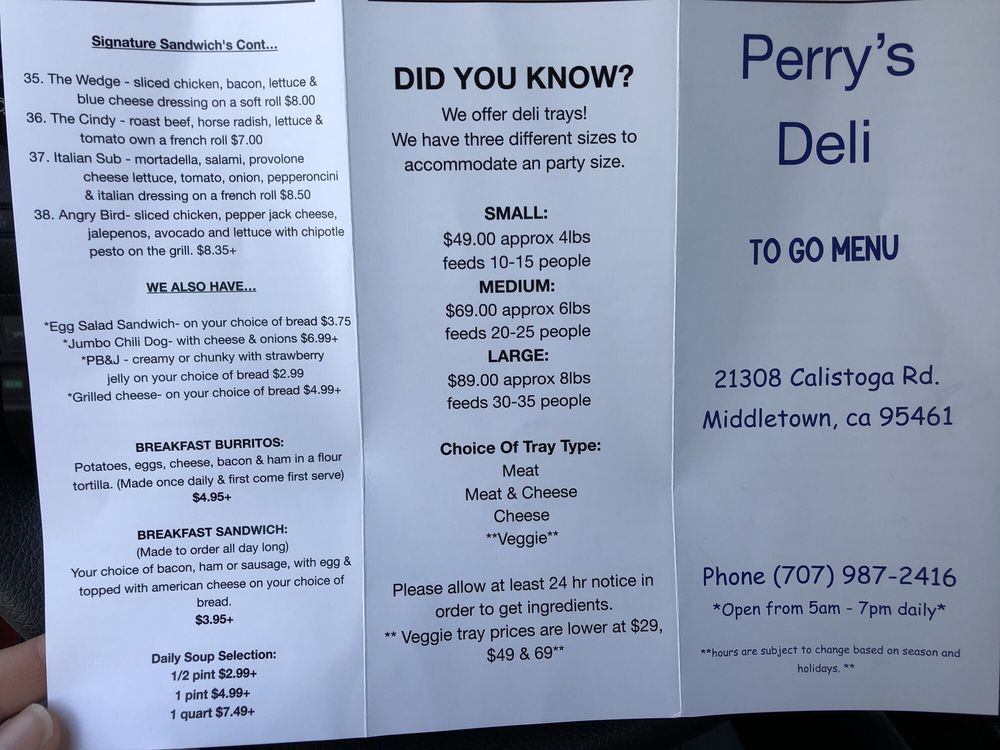 Signature Sandwich's Cont...
35. The Wedge - sliced chicken, bacon, lettuce &
blue cheese dressing on a soft roll $8.00
36. The Cindy - roast beef, horse radish, lettuce &
tomato own a french roll $7.00
37. Italian Sub - mortadella, salami, provolone
cheese lettuce, tomato, onion, pepperoncini
& italian dressing on a french roll $8.50
38. Angry Bird- sliced chicken, pepper jack cheese,
jalepenos, avocado and lettuce with chipotle
pesto on the grill. $8.35+
WE ALSO HAVE...
*Egg Salad Sandwich- on your choice of bread $3.75
*Jumbo Chili Dog- with cheese & onions $6.99+
*PB&J - creamy or chunky with strawberry
jelly on your choice of bread $2.99
*Grilled cheese- on your choice of bread $4.99+
BREAKFAST BURRITOS:
Potatoes, eggs, cheese, bacon & ham in a flour
tortilla. (Made once daily & first come first serve)
$4.95+
BREAKFAST SANDWICH:
(Made to order all day long)
Your choice of bacon, ham or sausage, with egg &
topped with american cheese on your choice of
bread.
$3.95+
Daily Soup Selection:
1/2 pint $2.99+
1 pint $4.99+
1 quart $7.49+
DID YOU KNOW?
We offer deli trays!
We have three different sizes to
accommodate an party size.
SMALL:
$49.00 approx 4lbs
feeds 10-15 people
MEDIUM:
$69.00 approx 6lbs
feeds 20-25 people
LARGE:
$89.00 approx 8lbs
feeds 30-35 people
Choice Of Tray Type:
Meat
Meat & Cheese
Cheese
**Veggie**
Please allow at least 24 hr notice in
order to get ingredients.
** Veggie tray prices are lower at $29,
$49 & 69**
Perry's
Deli
TO GO MENU
21308 Calistoga Rd.
Middletown, ca 95461
Phone (707) 987-2416
*Open from 5am - 7pm daily*
**hours are subject to change based on season and
holidays. **